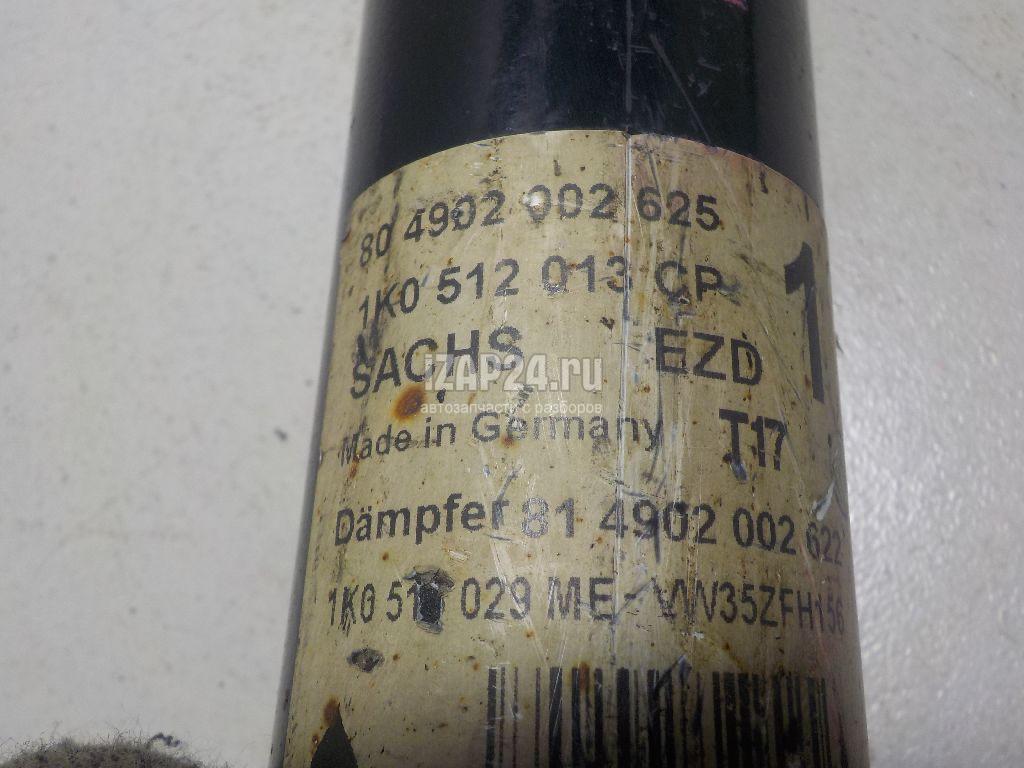 80 4902 002 625
1K0 512 013 CP
SACHS EZD 1
iZAP24.ru
автозапчасти с разборов
Made in Germany T17
Dämpfer 81 4902 002 622
1K0 029 ME VW35ZFH156